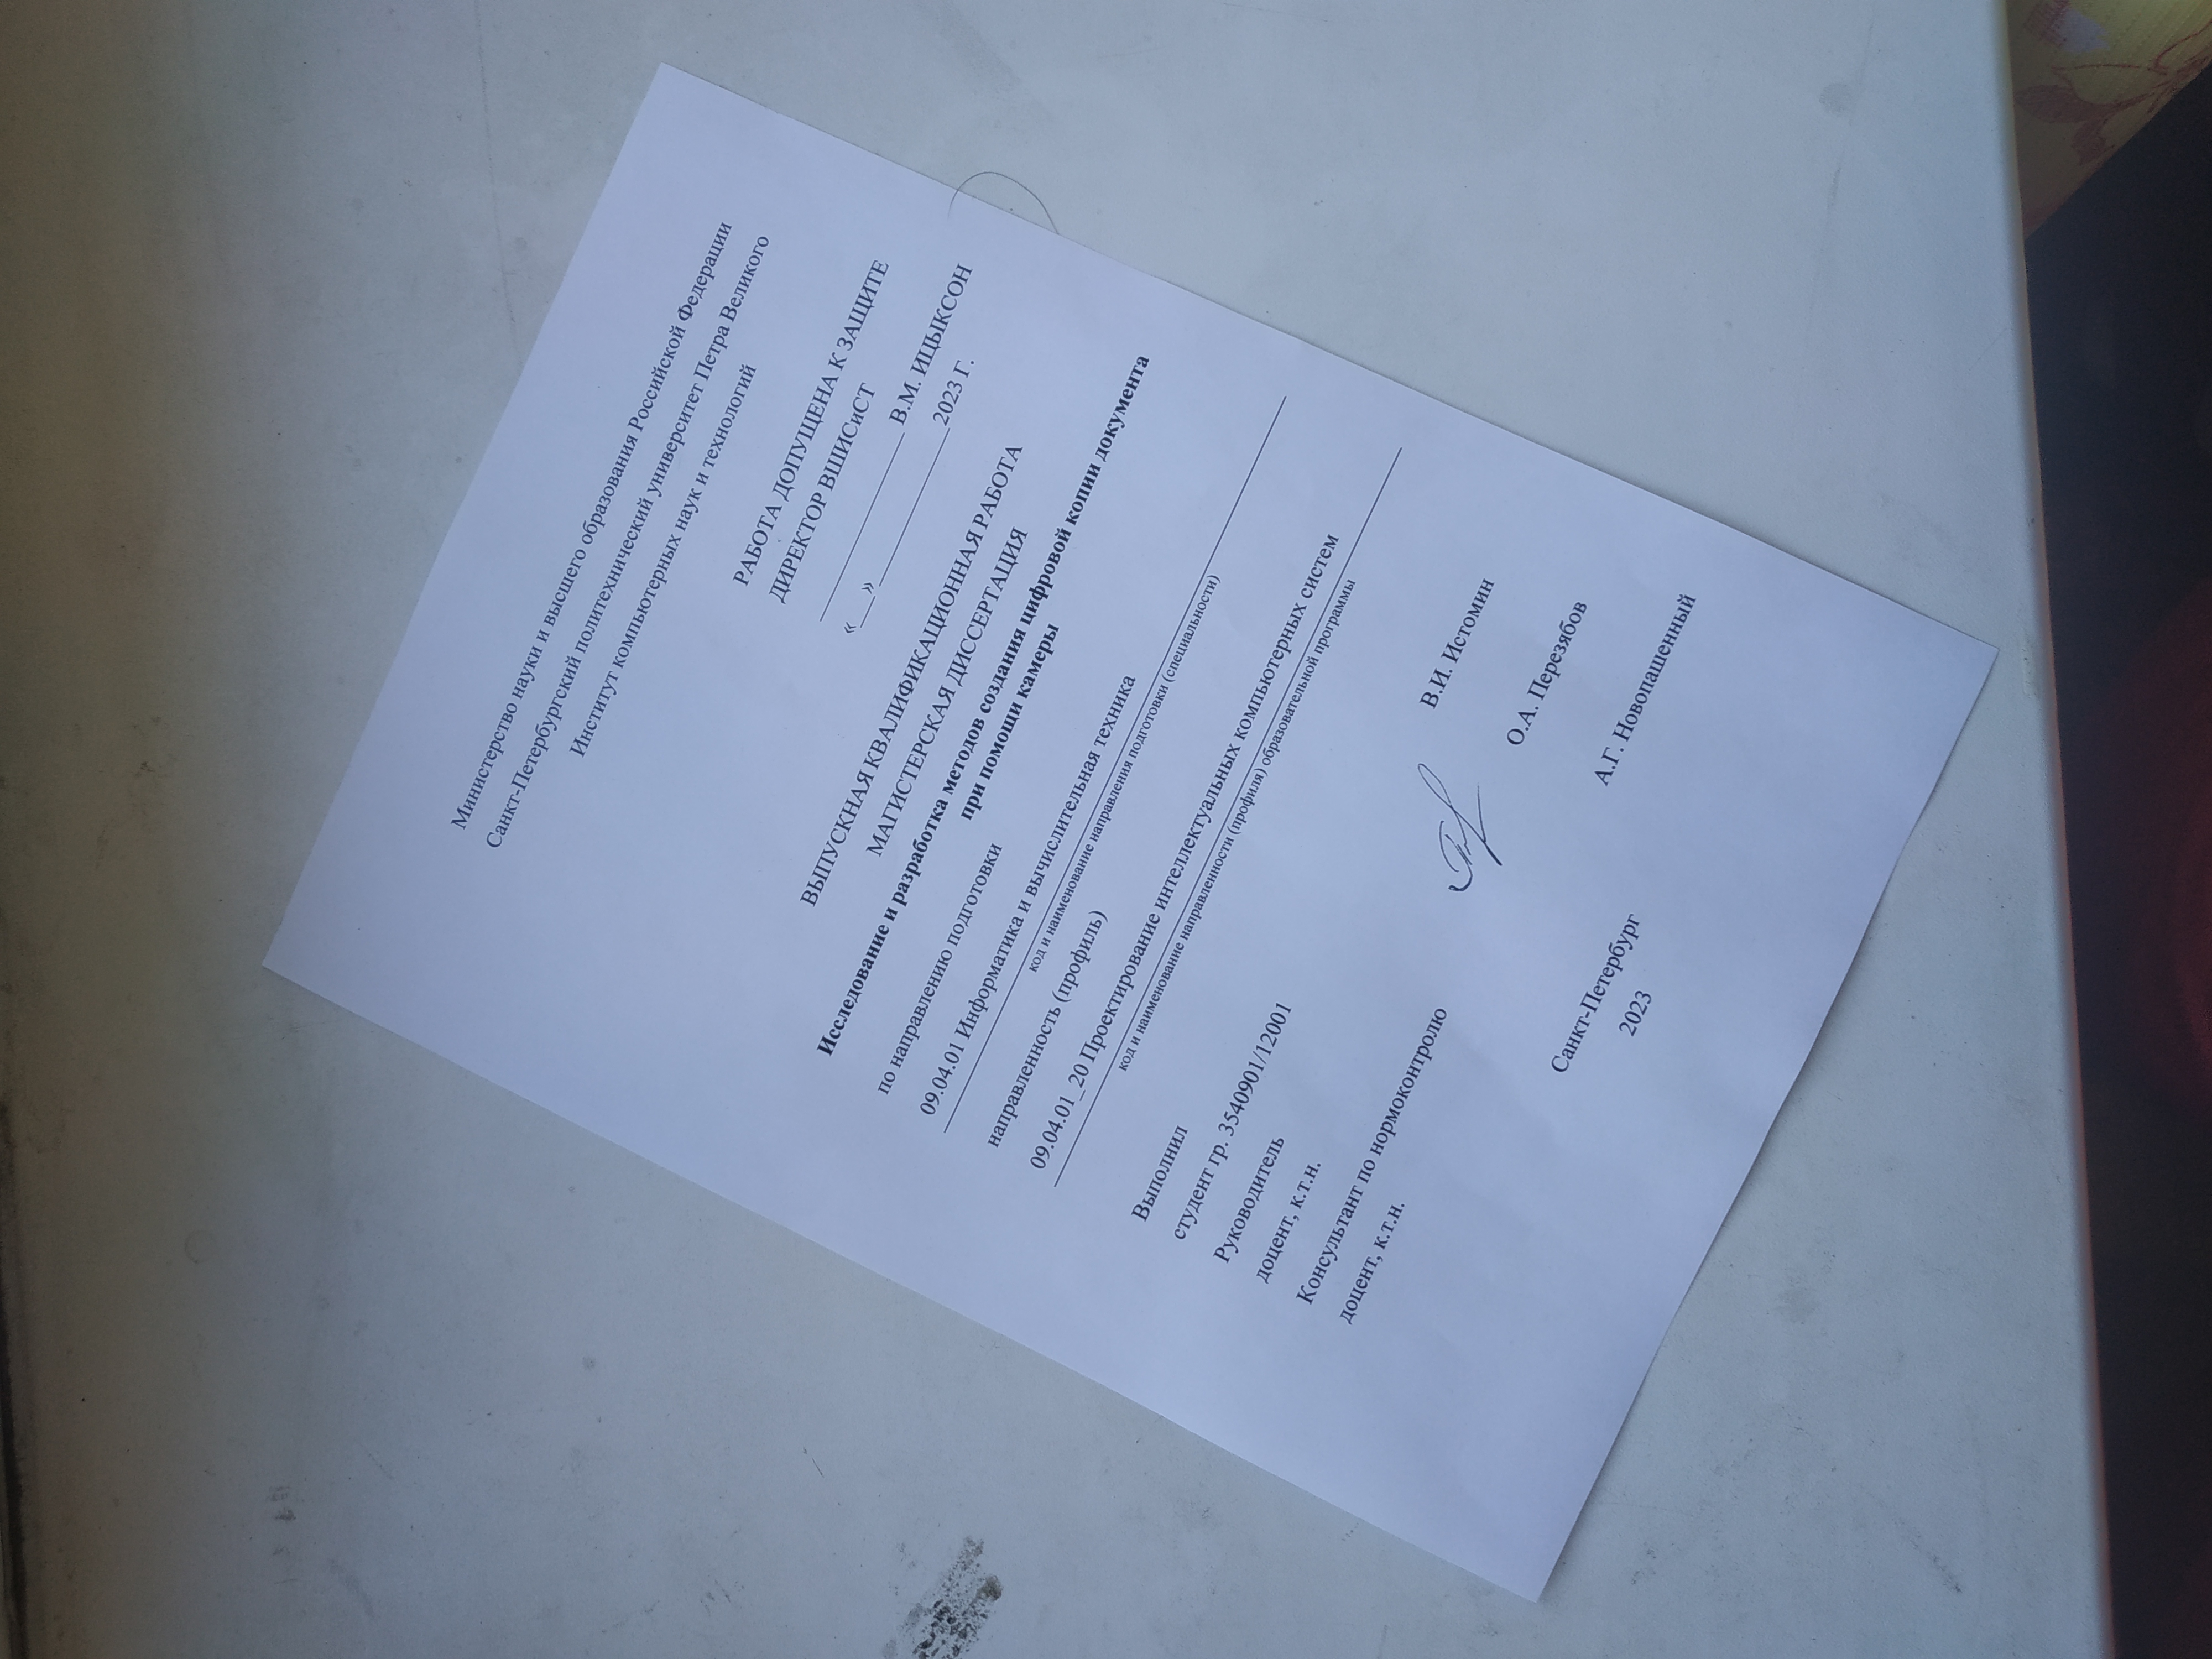 Министерство науки и высшего образования Российской Федерации
Санкт-Петербургский политехнический университет Петра Великого
Институт компьютерных наук и технологий
РАБОТА ДОПУЩЕНА К ЗАЩИТЕ
ДИРЕКТОР ВШИСиСТ
_______________ В.М. ИЦЫКСОН
«__»____________2023 Г.
ВЫПУСКНАЯ КВАЛИФИКАЦИОННАЯ РАБОТА
МАГИСТЕРСКАЯ ДИССЕРТАЦИЯ
Исследование и разработка методов создания цифровой копии документа
при помощи камеры
по направлению подготовки
09.04.01 Информатика и вычислительная техника
код и наименование направления подготовки (специальности)
направленность (профиль)
09.04.01_20 Проектирование интеллектуальных компьютерных систем
код и наименование направленности (профиля) образовательной программы
Выполнил
студент гр. 3540901/12001 В.И. Истомин
Руководитель
доцент, к.т.н. О.А. Перезябов
Консультант по нормоконтролю
доцент, к.т.н. А.Г. Новопашенный
Санкт-Петербург
2023